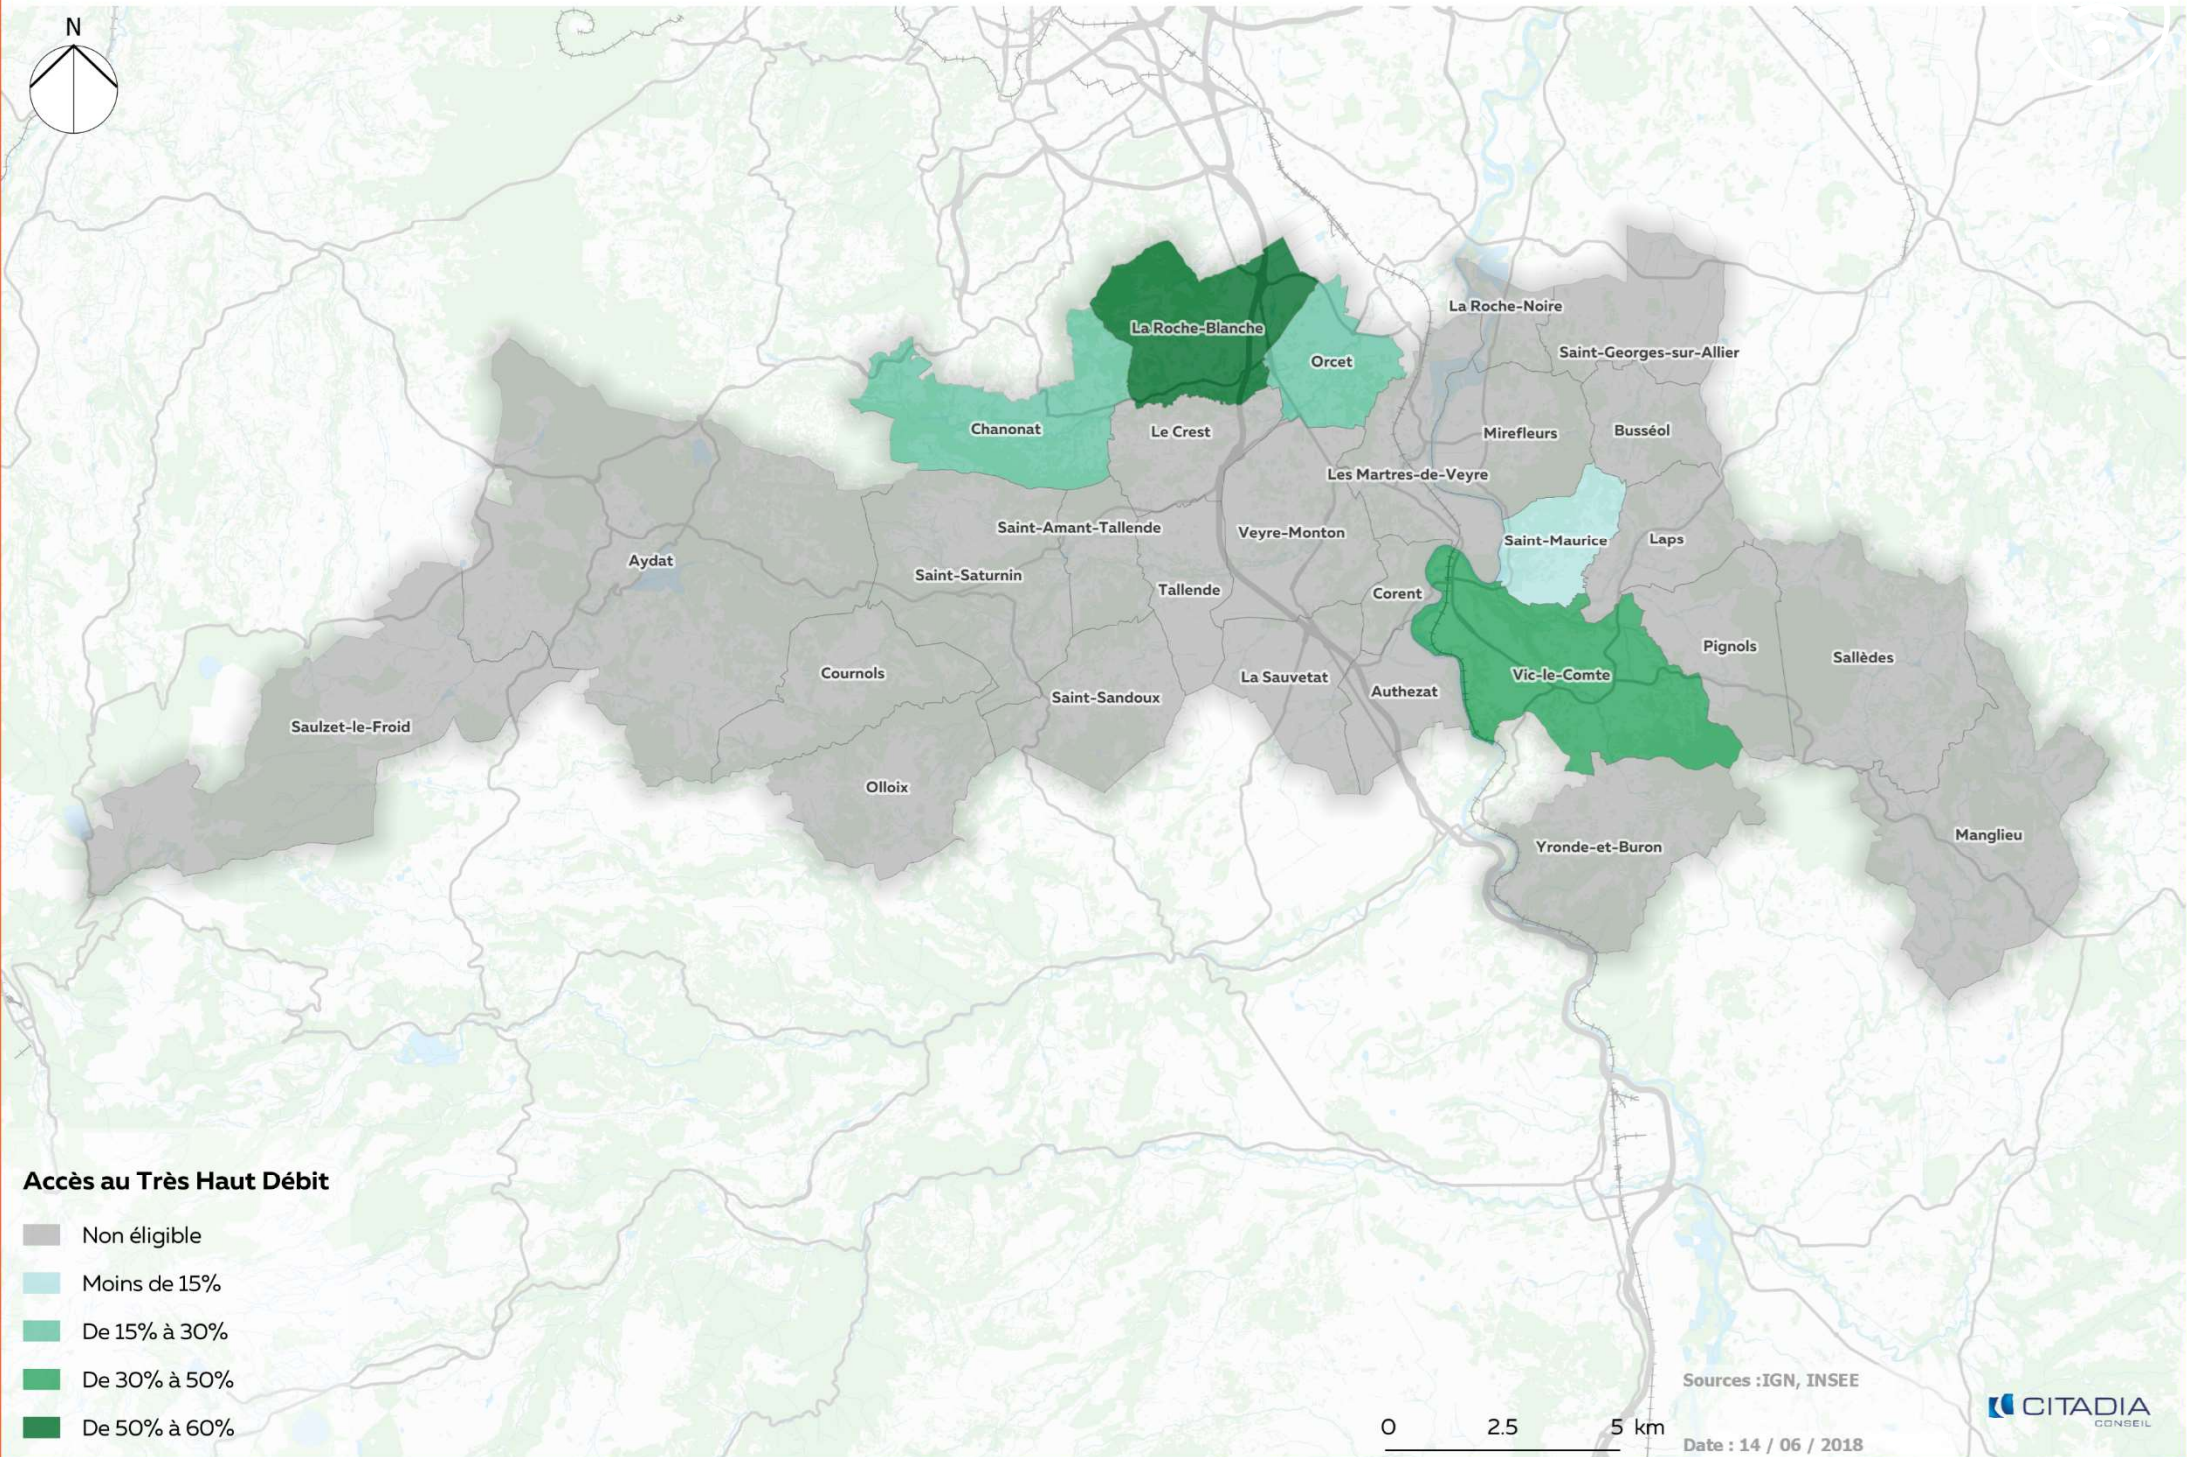 N
La Roche-Noire
La Roche-Blanche
Saint-Georges-sur-Allier
Orcet
Chanonat
Le Crest
Mirefleurs
Busséol
Les Martres-de-Veyre
Saint-Amant-Tallende
Veyre-Monton
Saint-Maurice
Laps
Aydat
Saint-Saturnin
Tallende
Corent
Pignols
Sallèdes
Cournols
La Sauvetat
Vic-le-Comte
Authezat
Saint-Sandoux
Saulzet-le-Froid
Olloix
Manglieu
Yronde-et-Buron
Accès au Très Haut Débit
Non éligible
Moins de 15%
De 15% à 30%
De 30% à 50%
De 50% à 60%
0 2.5 5 km
Sources :IGN, INSEE
Date : 14 / 06 / 2018
CITADIA
CONSEIL